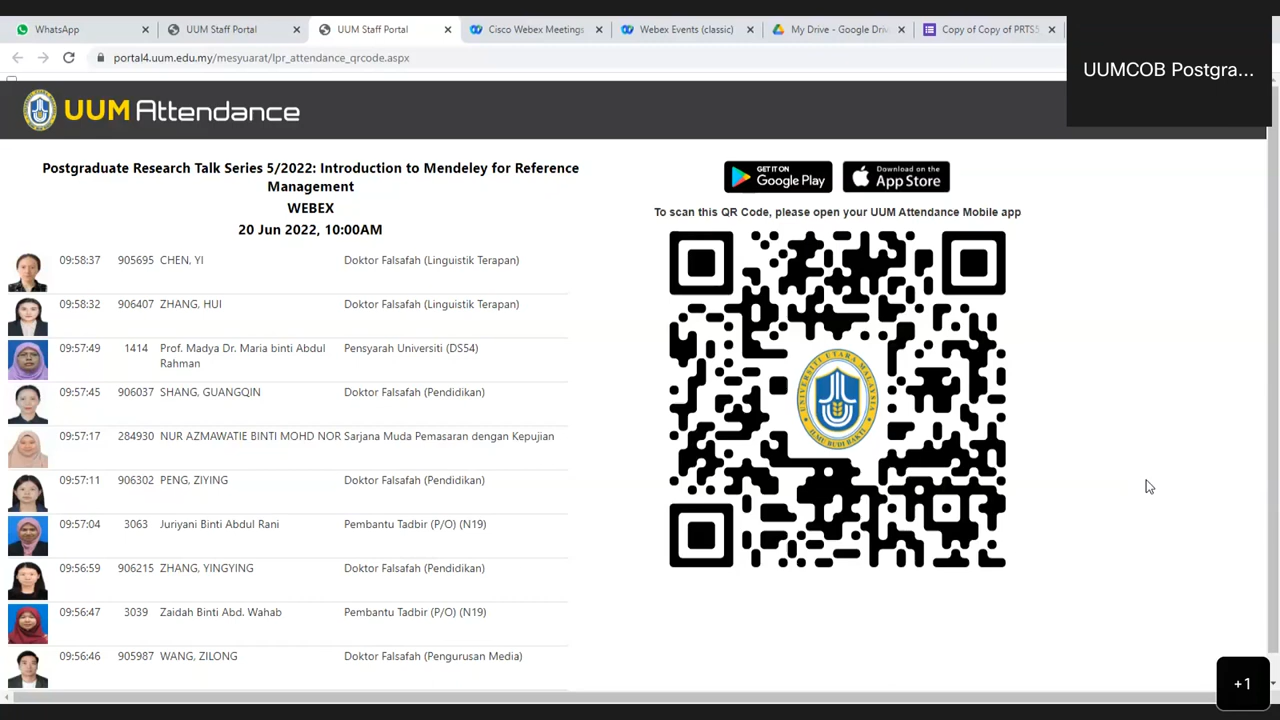 WhatsApp
UUM Staff Portal
UUM Staff Portal
Cisco Webex Meetings
Webex Events (classic)
My Drive - Google Driv
Copy of Copy of PRTS5
portal4.uum.edu.my/mesyuarat/lpr_attendance_qrcode.aspx
UUMCOB Postgra...
UUM Attendance
Postgraduate Research Talk Series 5/2022: Introduction to Mendeley for Reference
Management
WEBEX
20 Jun 2022, 10:00AM
09:58:37 905695 CHEN, YI Doktor Falsafah (Linguistik Terapan)
09:58:32 906407 ZHANG, HUI Doktor Falsafah (Linguistik Terapan)
09:57:49 1414 Prof. Madya Dr. Maria binti Abdul Pensyarah Universiti (DS54)
Rahman
09:57:45 906037 SHANG, GUANGQIN Doktor Falsafah (Pendidikan)
09:57:17 284930 NUR AZMAWATIE BINTI MOHD NOR Sarjana Muda Pemasaran dengan Kepujian
09:57:11 906302 PENG, ZIYING Doktor Falsafah (Pendidikan)
09:57:04 3063 Juriyani Binti Abdul Rani Pembantu Tadbir (P/O) (N19)
09:56:59 906215 ZHANG, YINGYING Doktor Falsafah (Pendidikan)
09:56:47 3039 Zaidah Binti Abd. Wahab Pembantu Tadbir (P/O) (N19)
09:56:46 905987 WANG, ZILONG Doktor Falsafah (Pengurusan Media)
GET IT ON
Google Play
Download on the
App Store
To scan this QR Code, please open your UUM Attendance Mobile app
UNIVERSITI UTARA MALAYSIA
ILMU BUDI BAKTI
+1